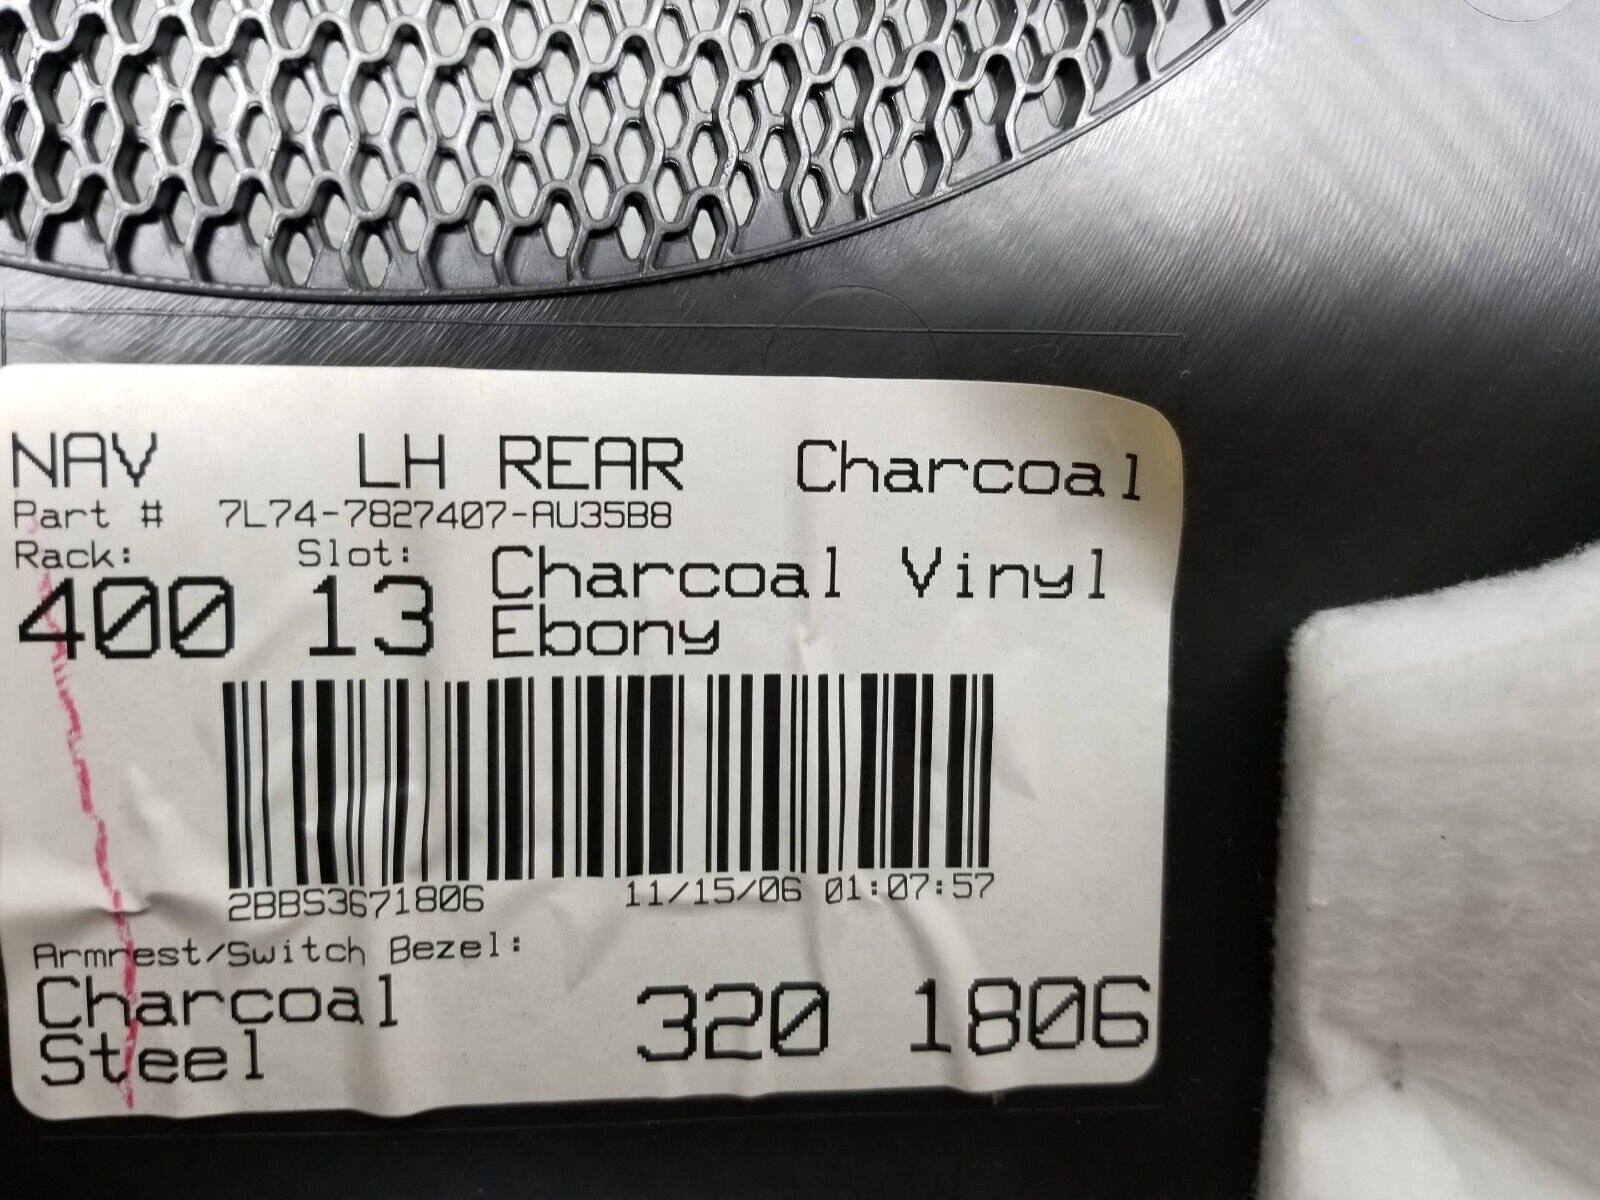 NAV LH REAR Charcoal
Part # 7L74-7827407-AU35B8
Rack: Slot: Charcoal Vinyl
400 13 Ebony
2BBS3671806 11/15/06 01:07:57
Armrest/Switch Bezel:
Charcoal
Steel 320 1806